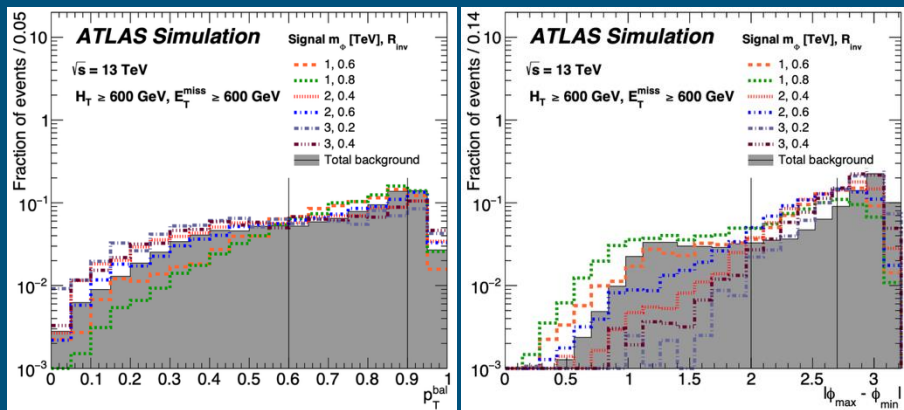 ATLAS Simulation
√s = 13 TeV
H_T ≥ 600 GeV, E_T^miss ≥ 600 GeV
Signal m_Φ [TeV], R_inv
1, 0.6
1, 0.8
2, 0.4
2, 0.6
3, 0.2
3, 0.4
Total background
Fraction of events / 0.05
10
1
10⁻¹
10⁻²
10⁻³
0 0.1 0.2 0.3 0.4 0.5 0.6 0.7 0.8 0.9 1
p_T^bal
ATLAS Simulation
√s = 13 TeV
H_T ≥ 600 GeV, E_T^miss ≥ 600 GeV
Signal m_Φ [TeV], R_inv
1, 0.6
1, 0.8
2, 0.4
2, 0.6
3, 0.2
3, 0.4
Total background
Fraction of events / 0.14
10
1
10⁻¹
10⁻²
10⁻³
0 0.5 1 1.5 2 2.5 3
|ϕ_max - ϕ_min|